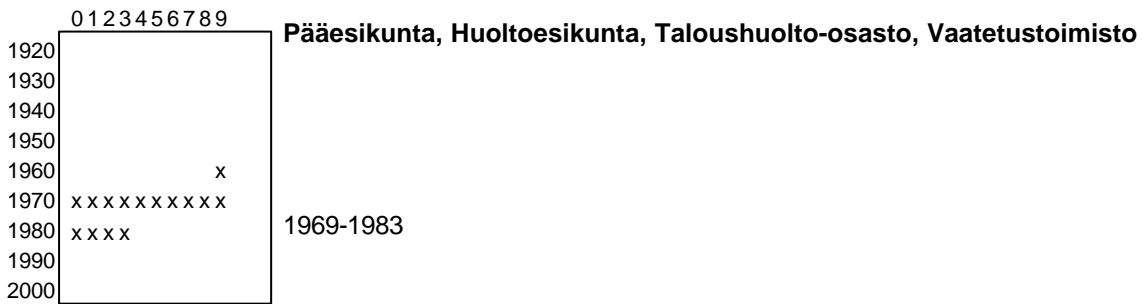 0123456789
Pääesikunta, Huoltoesikunta, Taloushuolto-osasto, Vaatetustoimisto
1920
1930
1940
1950
1960 x
1970 xxxxxxxxxx
1980 xxxx
1969-1983
1990
2000